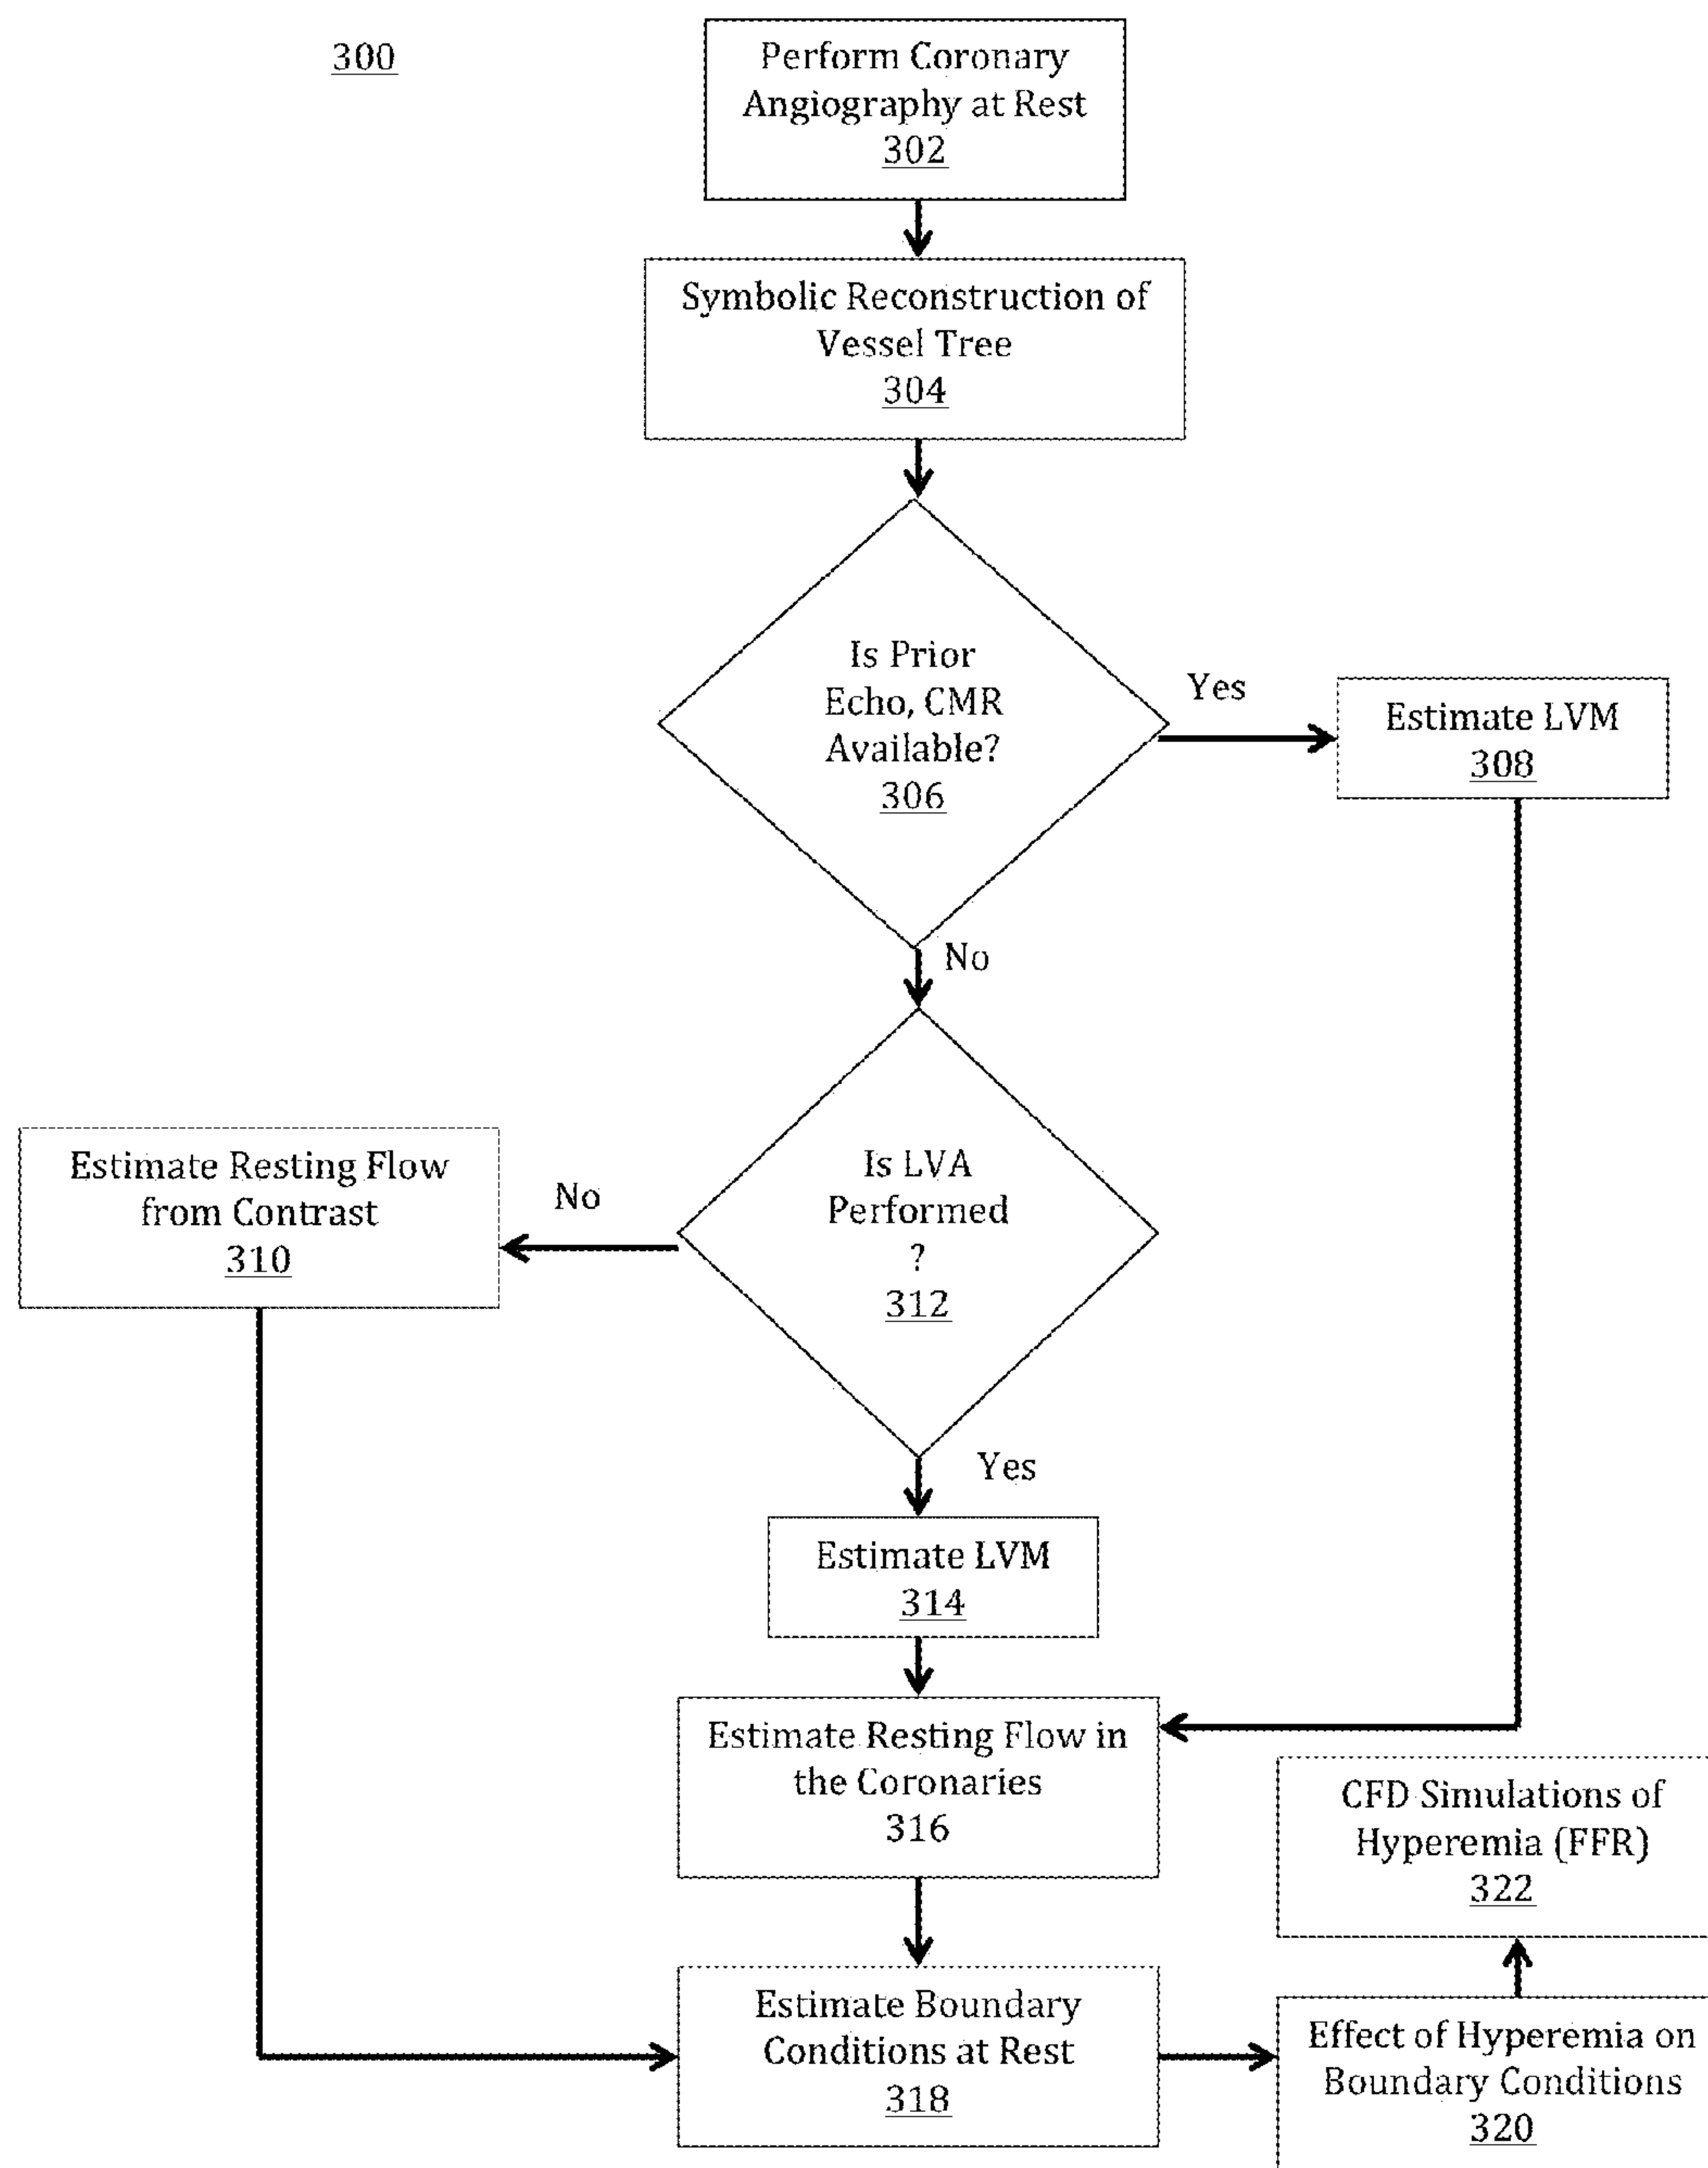 300
Perform Coronary
Angiography at Rest
302
Symbolic Reconstruction of
Vessel Tree
304
Is Prior
Echo, CMR
Available?
306
Yes
Estimate LVM
308
No
Is LVA
Performed
?
312
No
Estimate Resting Flow
from Contrast
310
Yes
Estimate LVM
314
Estimate Resting Flow in
the Coronaries
316
CFD Simulations of
Hyperemia (FFR)
322
Estimate Boundary
Conditions at Rest
318
Effect of Hyperemia on
Boundary Conditions
320